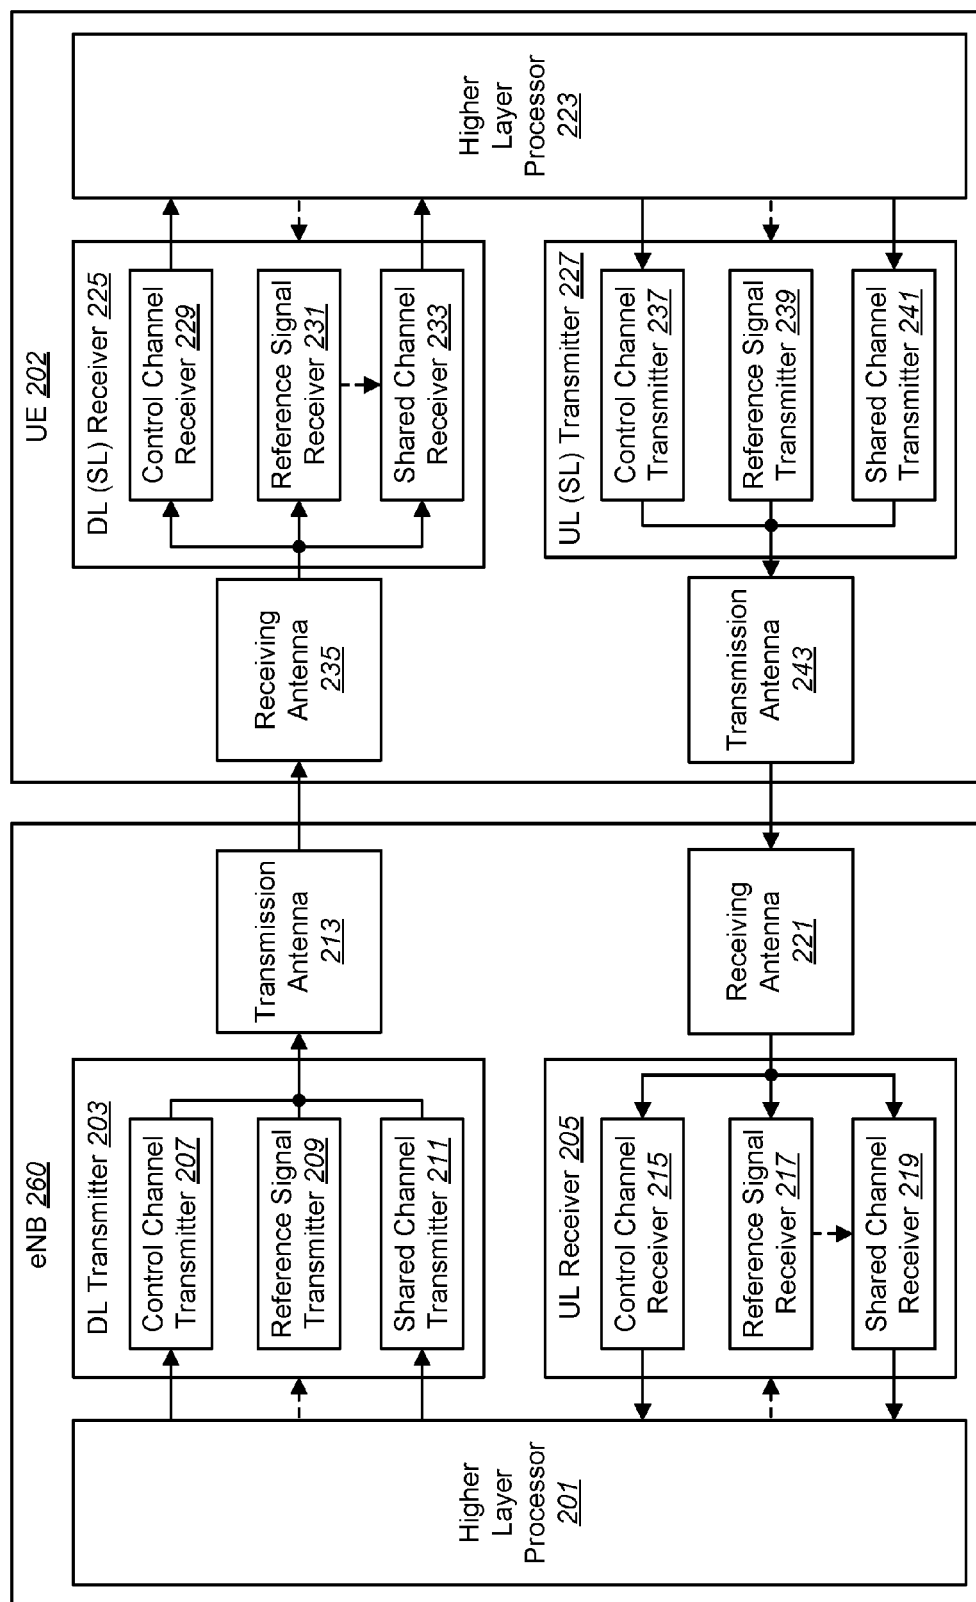 eNB 260
Higher
Layer
Processor
201
DL Transmitter 203
Control Channel
Transmitter 207
Reference Signal
Transmitter 209
Shared Channel
Transmitter 211
Transmission
Antenna
213
UL Receiver 205
Control Channel
Receiver 215
Reference Signal
Receiver 217
Shared Channel
Receiver 219
Receiving
Antenna
221
UE 202
Receiving
Antenna
235
DL (SL) Receiver 225
Control Channel
Receiver 229
Reference Signal
Receiver 231
Shared Channel
Receiver 233
Transmission
Antenna
243
UL (SL) Transmitter 227
Control Channel
Transmitter 237
Reference Signal
Transmitter 239
Shared Channel
Transmitter 241
Higher
Layer
Processor
223